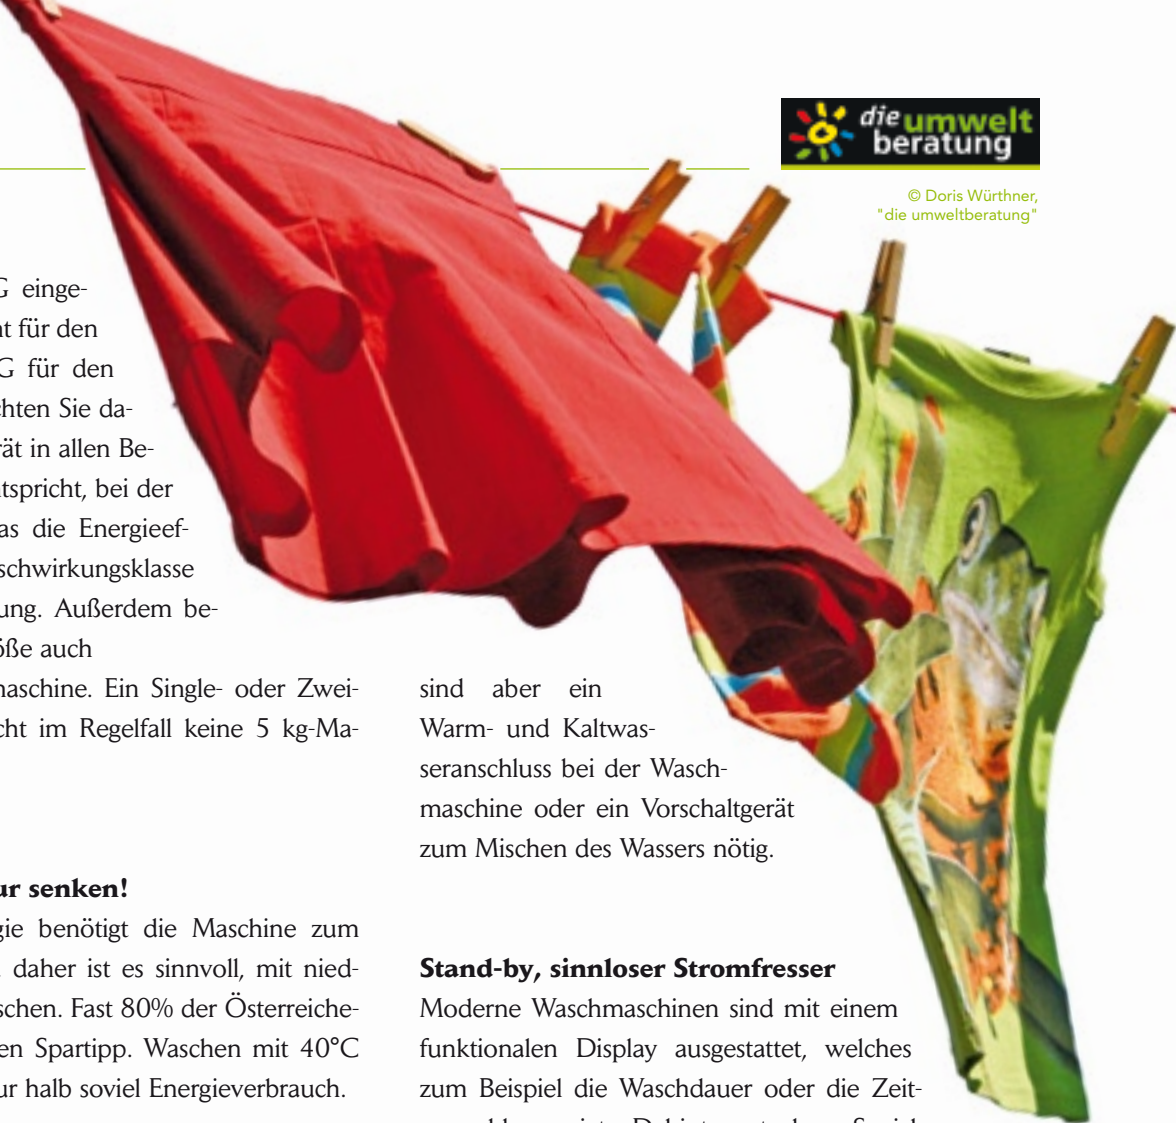 die umwelt
beratung
© Doris Würthner,
"die umweltberatung"
G einge-
für den
G für den
Sie da-
in allen Be-
bei der
die Energieef-
Außerdem be-
auch
Ein Single- oder Zwei-
im Regelfall keine 5 kg-Ma-
senken!
benötigt die Maschine zum
daher ist es sinnvoll, mit nied-
Fast 80% der Österreiche-
Spartipp. Waschen mit 40°C
halb soviel Energieverbrauch.
sind aber ein
Warm- und Kaltwas-
seranschluss bei der Wasch-
maschine oder ein Vorschaltgerät
zum Mischen des Wassers nötig.
Stand-by, sinnloser Stromfresser
Moderne Waschmaschinen sind mit einem
funktionalen Display ausgestattet, welches
zum Beispiel die Waschdauer oder die Zeit-